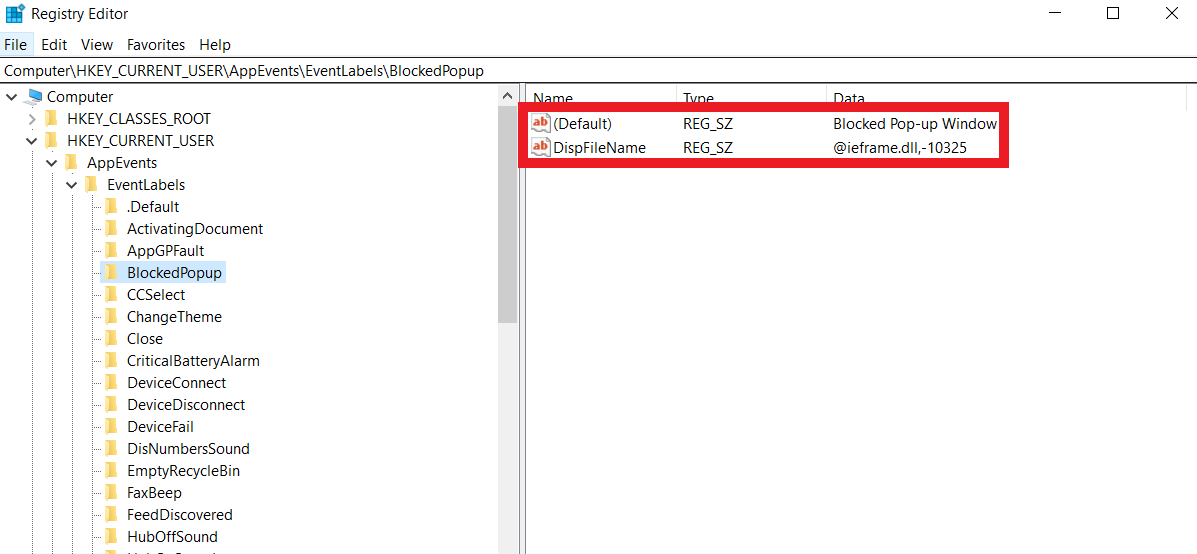 Registry Editor
File Edit View Favorites Help
Computer\HKEY_CURRENT_USER\AppEvents\EventLabels\BlockedPopup
Computer
HKEY_CLASSES_ROOT
HKEY_CURRENT_USER
AppEvents
EventLabels
.Default
ActivatingDocument
AppGPFault
BlockedPopup
CCSelect
ChangeTheme
Close
CriticalBatteryAlarm
DeviceConnect
DeviceDisconnect
DeviceFail
DisNumbersSound
EmptyRecycleBin
FaxBeep
FeedDiscovered
HubOffSound
Name Type Data
ab (Default) REG_SZ Blocked Pop-up Window
ab DispFileName REG_SZ @ieframe.dll,-10325